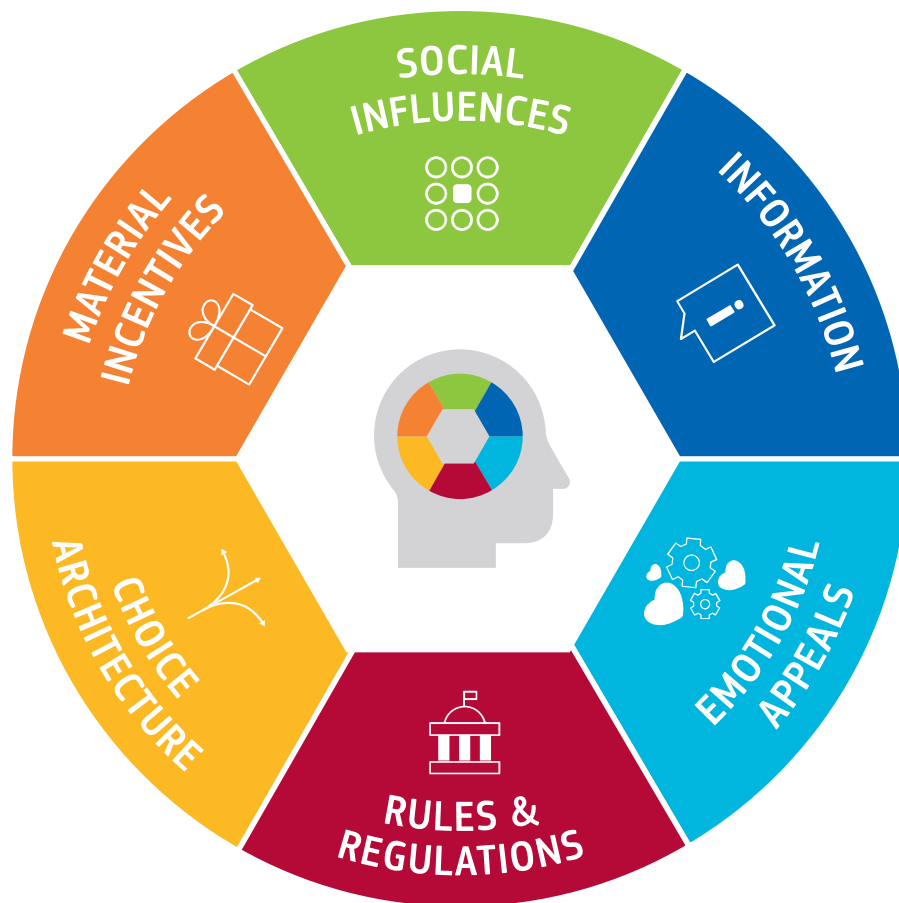 SOCIAL
INFLUENCES
INFORMATION
EMOTIONAL
APPEALS
RULES &
REGULATIONS
CHOICE
ARCHITECTURE
MATERIAL
INCENTIVES